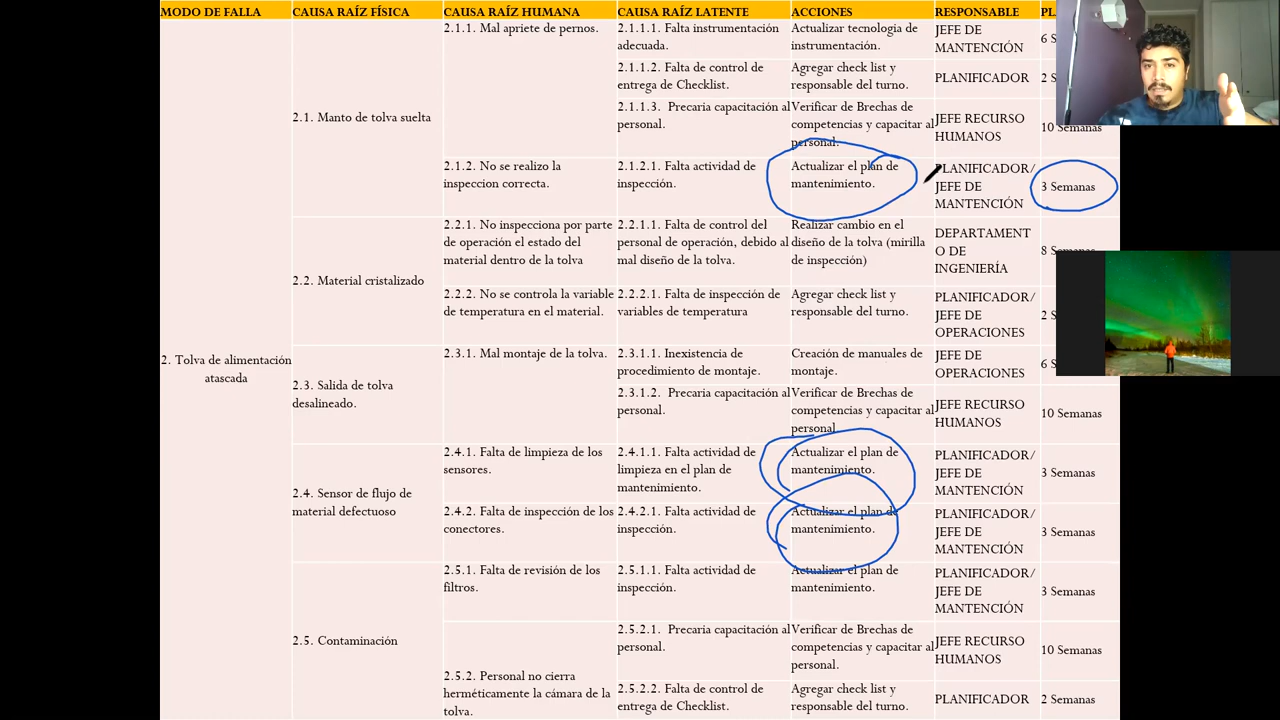 MODO DE FALLA CAUSA RAÍZ FÍSICA CAUSA RAÍZ HUMANA CAUSA RAÍZ LATENTE ACCIONES RESPONSABLE
2. Tolva de alimentación
atascada
2.1. Manto de tolva suelta
2.1.1. Mal apriete de pernos.
2.1.1.1. Falta instrumentación
adecuada.
Actualizar tecnología de
instrumentación.
JEFE DE
MANTENCIÓN
6
2.1.1.2. Falta de control de
entrega de Checklist.
Agregar check list y
responsable del turno.
PLANIFICADOR
2
2.1.1.3. Precaria capacitación al
personal.
Verificar de Brechas de
competencias y capacitar al
personal.
JEFE RECURSO
HUMANOS
10 Semanas
2.1.2. No se realizo la
inspeccion correcta.
2.1.2.1. Falta actividad de
inspección.
Actualizar el plan de
mantenimiento.
PLANIFICADOR/
JEFE DE
MANTENCIÓN
3 Semanas
2.2. Material cristalizado
2.2.1. No inspecciona por parte
de operación el estado del
material dentro de la tolva
2.2.1.1. Falta de control del
personal de operación, debido al
mal diseño de la tolva.
Realizar cambio en el
diseño de la tolva (mirilla
de inspección)
DEPARTAMENT
O DE
INGENIERÍA
8 Semanas
2.2.2. No se controla la variable
de temperatura en el material.
2.2.2.1. Falta de inspección de
variables de temperatura
Agregar check list y
responsable del turno.
PLANIFICADOR/
JEFE DE
OPERACIONES
2
2.3. Salida de tolva
desalineado.
2.3.1. Mal montaje de la tolva.
2.3.1.1. Inexistencia de
procedimiento de montaje.
Creación de manuales de
montaje.
JEFE DE
OPERACIONES
6
2.3.1.2. Precaria capacitación al
personal.
Verificar de Brechas de
competencias y capacitar al
personal.
JEFE RECURSO
HUMANOS
10 Semanas
2.4. Sensor de flujo de
material defectuoso
2.4.1. Falta de limpieza de los
sensores.
2.4.1.1. Falta actividad de
limpieza en el plan de
mantenimiento.
Actualizar el plan de
mantenimiento.
PLANIFICADOR/
JEFE DE
MANTENCIÓN
3 Semanas
2.4.2. Falta de inspección de los
conectores.
2.4.2.1. Falta actividad de
inspección.
Actualizar el plan de
mantenimiento.
PLANIFICADOR/
JEFE DE
MANTENCIÓN
3 Semanas
2.5. Contaminación
2.5.1. Falta de revisión de los
filtros.
2.5.1.1. Falta actividad de
inspección.
Actualizar el plan de
mantenimiento.
PLANIFICADOR/
JEFE DE
MANTENCIÓN
3 Semanas
2.5.2. Personal no cierra
herméticamente la cámara de la
tolva.
2.5.2.1. Precaria capacitación al
personal.
Verificar de Brechas de
competencias y capacitar al
personal.
JEFE RECURSO
HUMANOS
10 Semanas
2.5.2.2. Falta de control de
entrega de Checklist.
Agregar check list y
responsable del turno.
PLANIFICADOR
2 Semanas